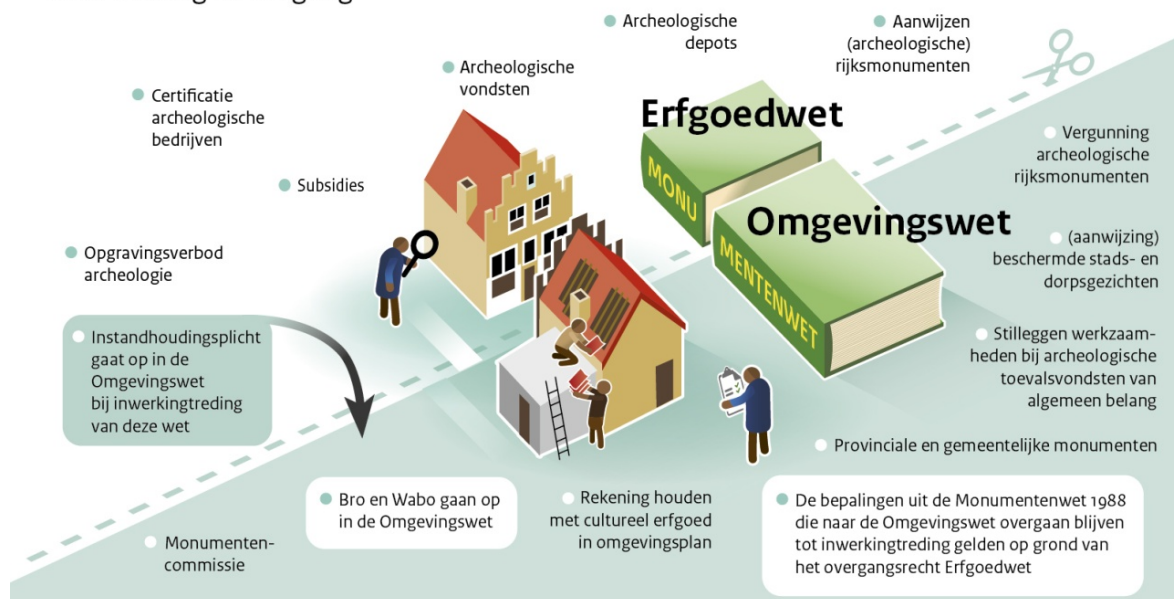 Archeologische
depots
Aanwijzen
(archeologische)
rijksmonumenten
Archeologische
vondsten
Certificatie
archeologische
bedrijven
Erfgoedwet
MONU
Vergunning
archeologische
rijksmonumenten
Subsidies
Omgevingswet
MENTENWET
Opgravingsverbod
archeologie
(aanwijzing)
beschermde stads- en
dorpsgezichten
Instandhoudingsplicht
gaat op in de
Omgevingswet
bij inwerkingtreding
van deze wet
Stilleggen werkzaam-
heden bij archeologische
toevalsvondsten van
algemeen belang
Provinciale en gemeentelijke monumenten
Bro en Wabo gaan op
in de Omgevingswet
Rekening houden
met cultureel erfgoed
in omgevingsplan
De bepalingen uit de Monumentenwet 1988
die naar de Omgevingswet overgaan blijven
tot inwerkingtreding gelden op grond van
het overgangsrecht Erfgoedwet
Monumenten-
commissie